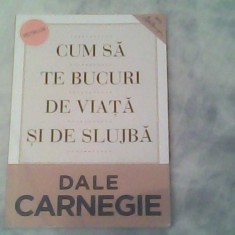 CUM SĂ
TE BUCURI
DE VIAȚĂ
ȘI DE SLUJBĂ
DALE
CARNEGIE